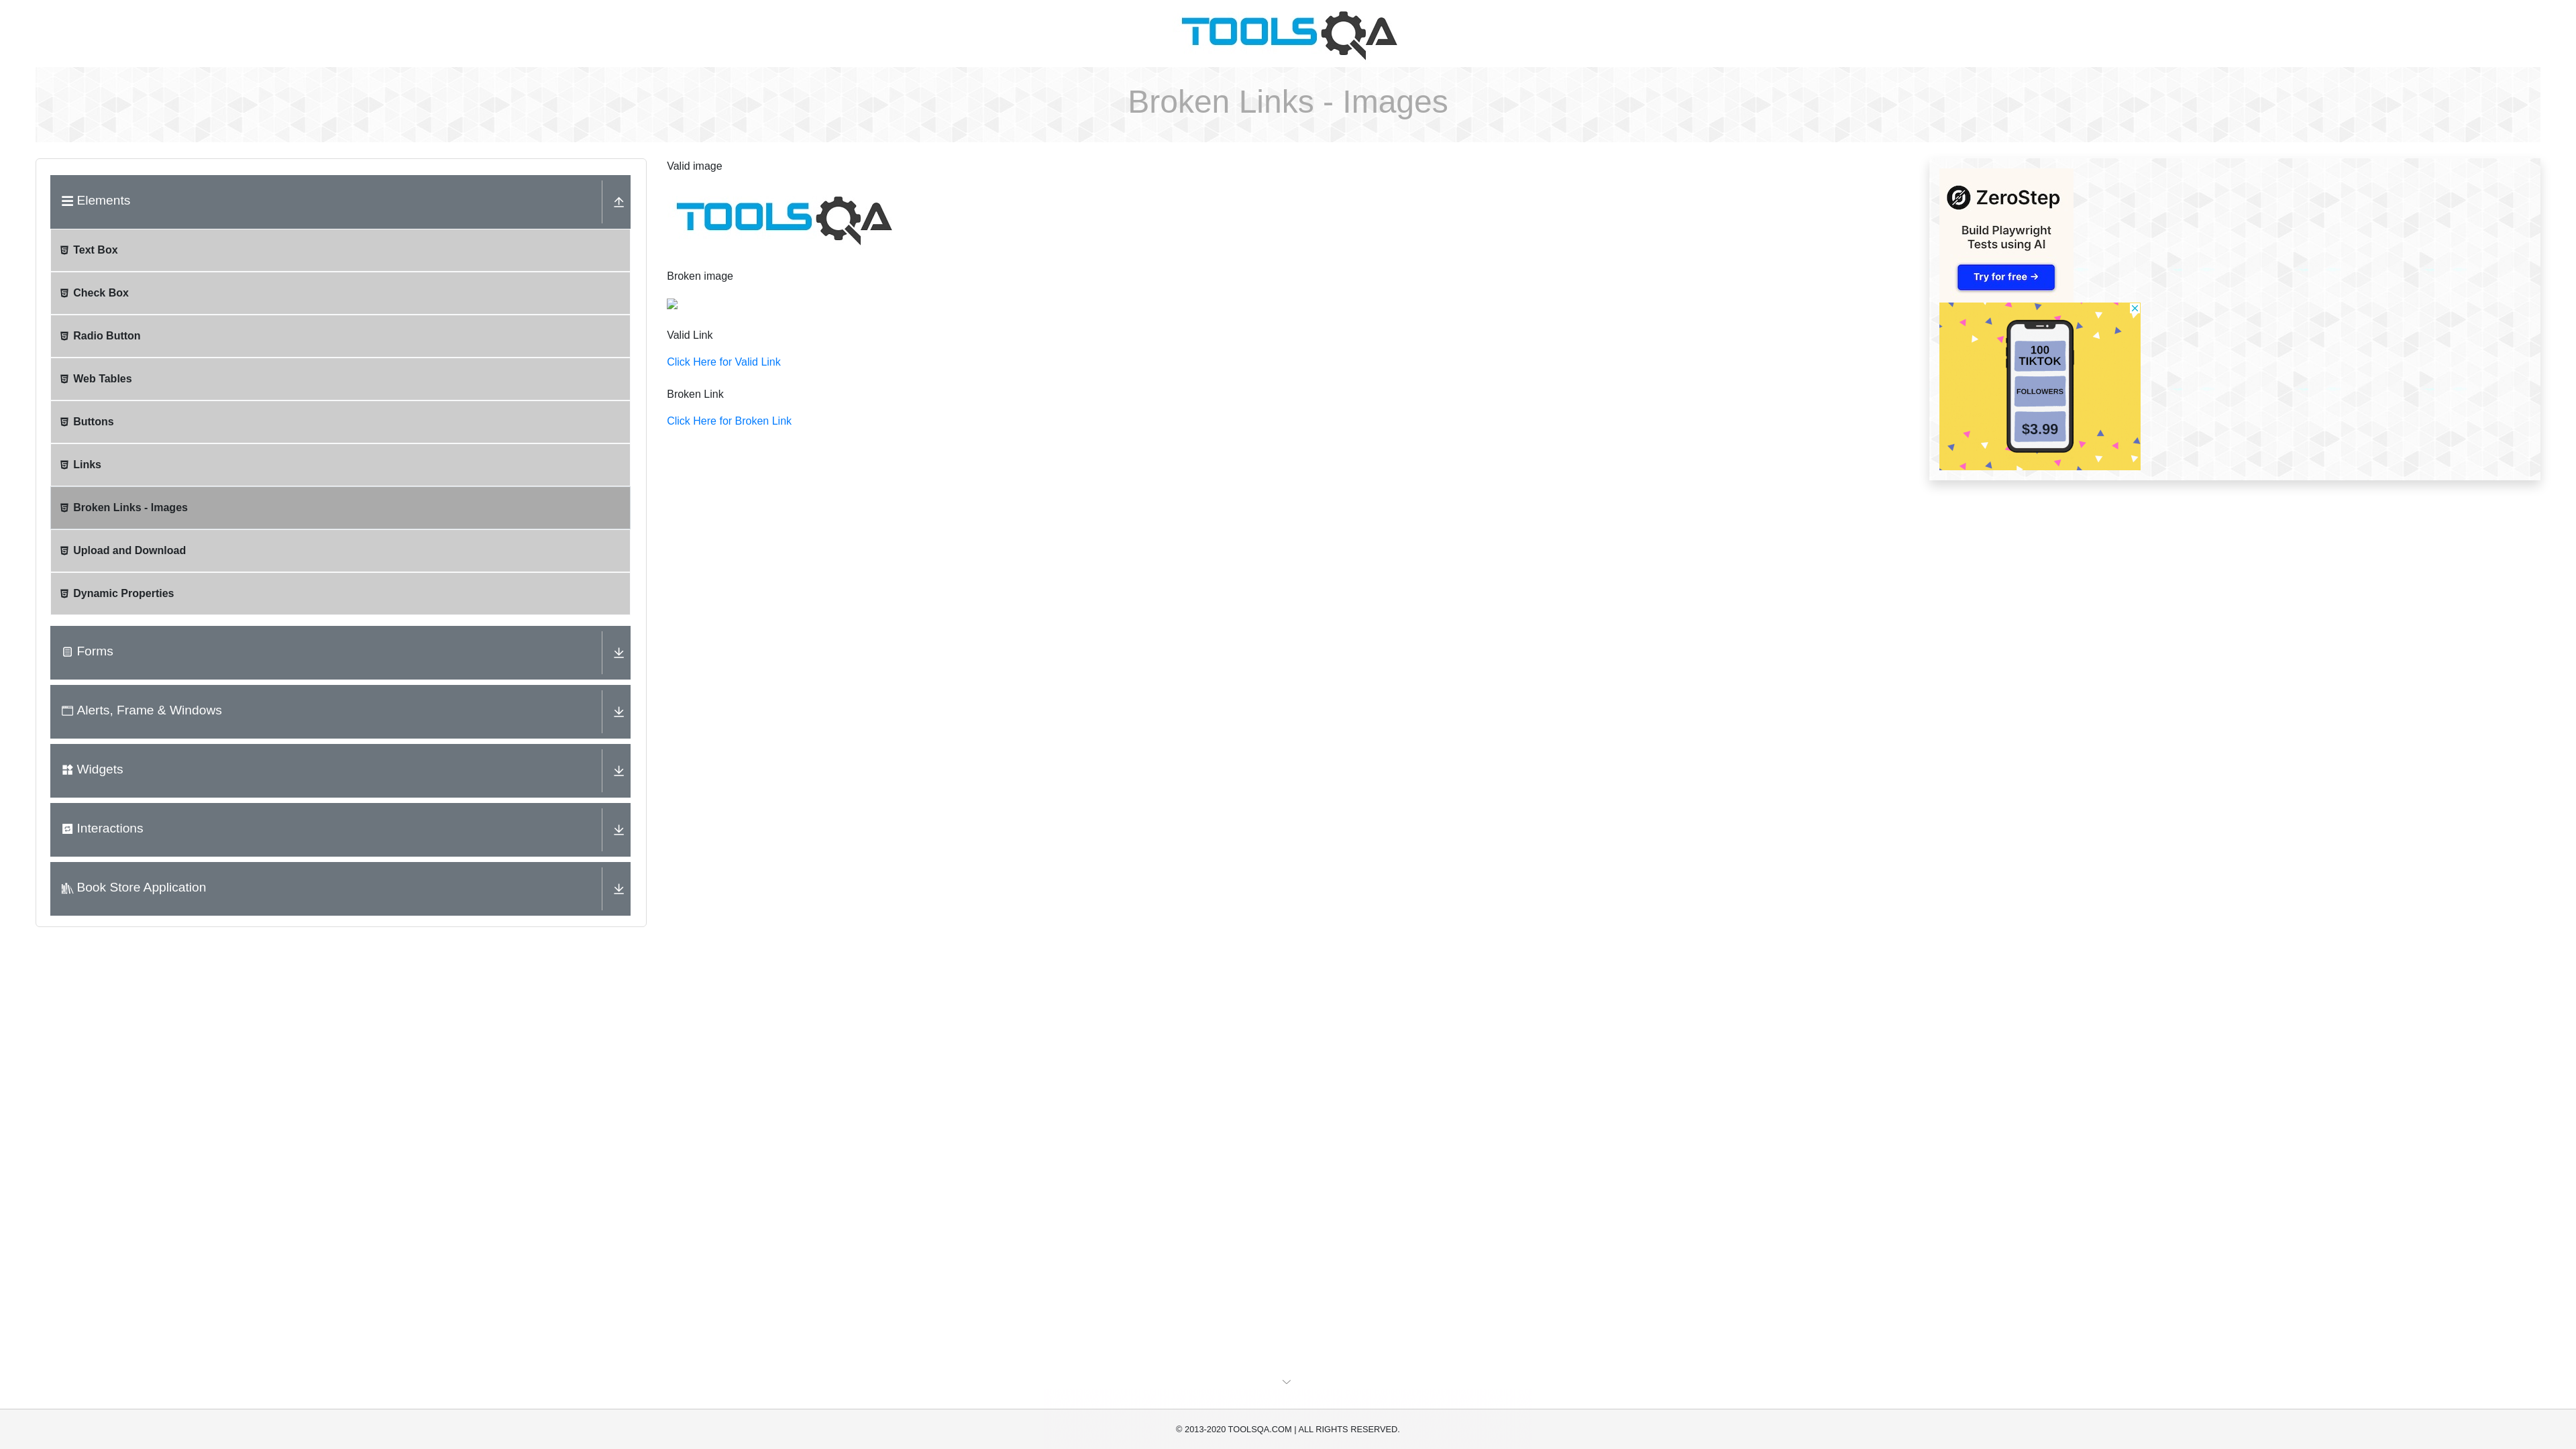 TOOLSQA
Broken Links - Images
Elements
Text Box
Check Box
Radio Button
Web Tables
Buttons
Links
Broken Links - Images
Upload and Download
Dynamic Properties
Forms
Alerts, Frame & Windows
Widgets
Interactions
Book Store Application
Valid image
TOOLSQA
Broken image
Valid Link
Click Here for Valid Link
Broken Link
Click Here for Broken Link
ZeroStep
Build Playwright
Tests using AI
Try for free →
100
TIKTOK
FOLLOWERS
$3.99
© 2013-2020 TOOLSQA.COM | ALL RIGHTS RESERVED.